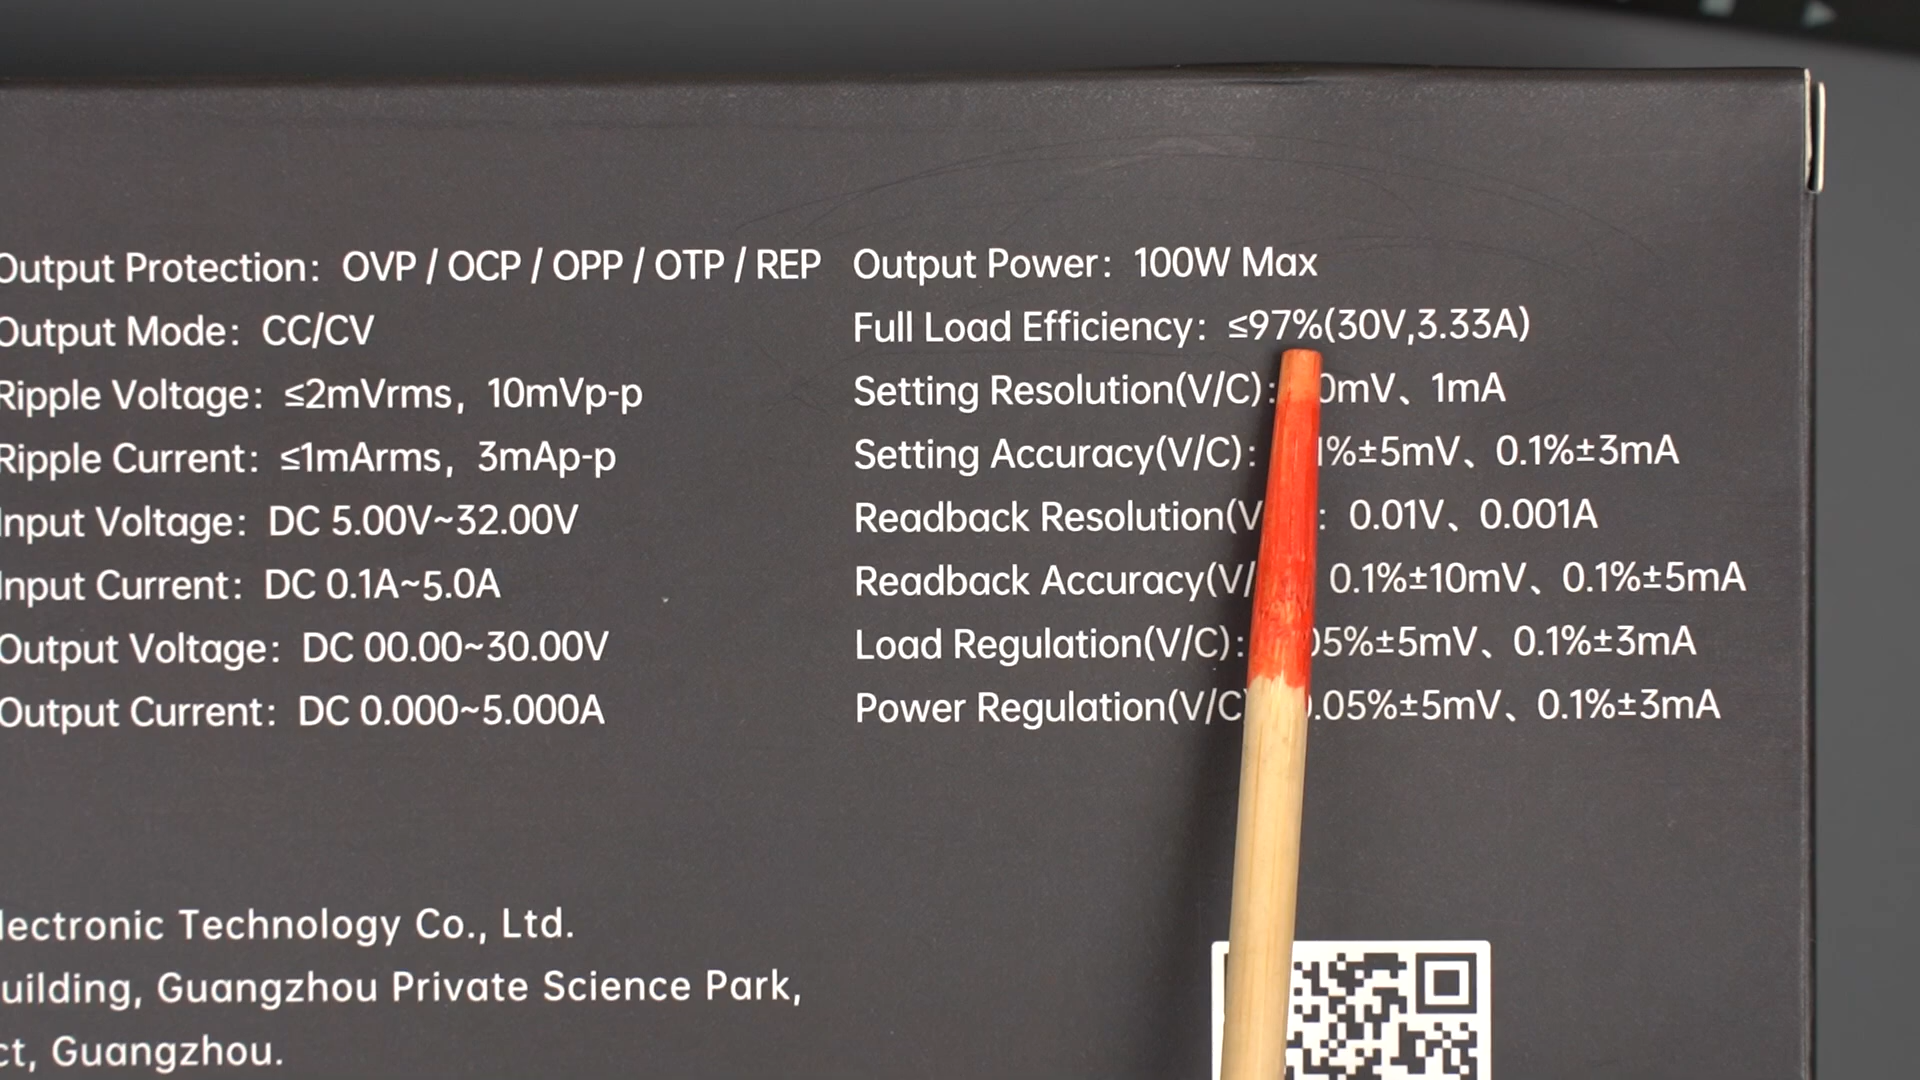 Output Protection: OVP / OCP / OPP / OTP / REP
Output Mode: CC/CV
Ripple Voltage: ≤2mVrms, 10mVp-p
Ripple Current: ≤1mArms, 3mAp-p
Input Voltage: DC 5.00V~32.00V
Input Current: DC 0.1A~5.0A
Output Voltage: DC 00.00~30.00V
Output Current: DC 0.000~5.000A
Output Power: 100W Max
Full Load Efficiency: ≤97%(30V,3.33A)
Setting Resolution(V/C): 0mV、1mA
Setting Accuracy(V/C): 1%±5mV、0.1%±3mA
Readback Resolution(V : 0.01V、0.001A
Readback Accuracy(V/ 0.1%±10mV、0.1%±5mA
Load Regulation(V/C): 05%±5mV、0.1%±3mA
Power Regulation(V/C) .05%±5mV、0.1%±3mA
lectronic Technology Co., Ltd.
uilding, Guangzhou Private Science Park,
ct, Guangzhou.